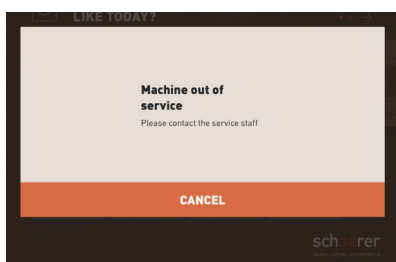 LIKE TODAY?
Machine out of
service
Please contact the service staff
CANCEL
schaerer